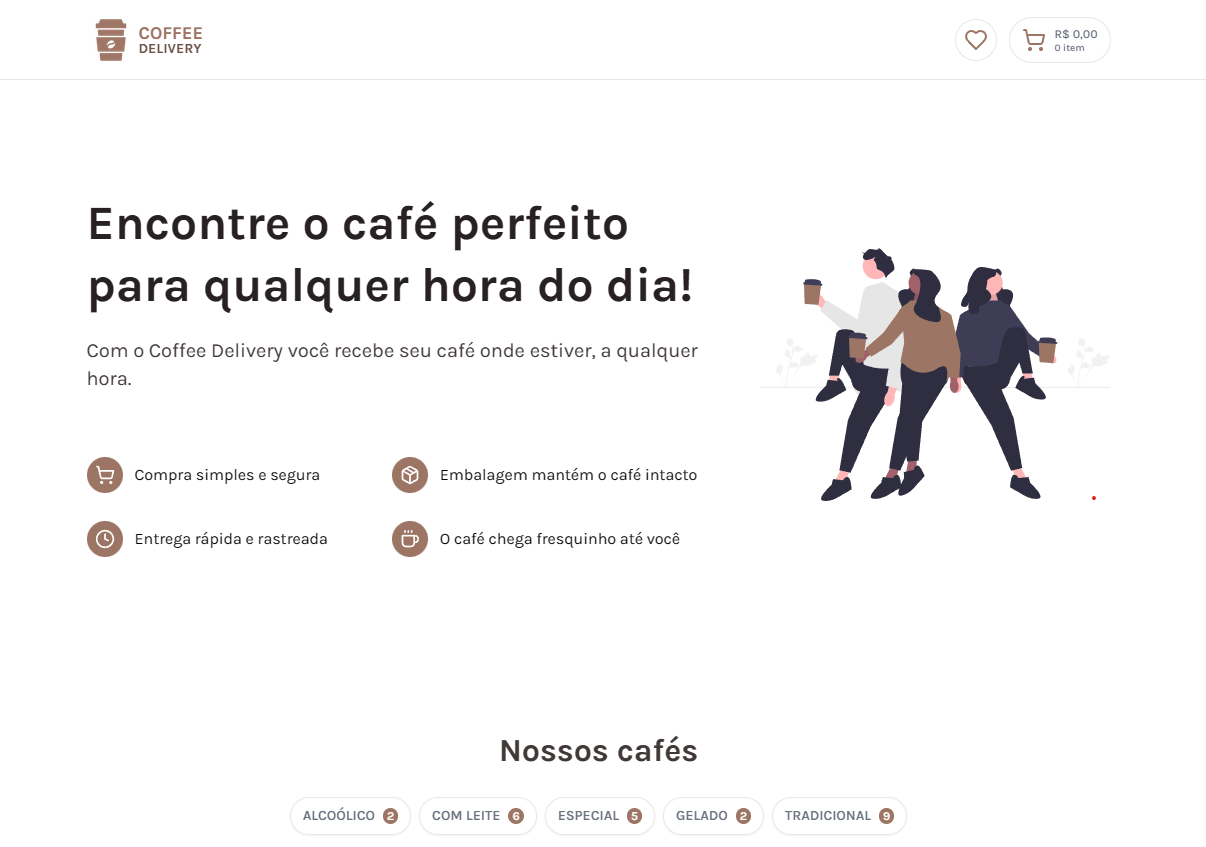 COFFEE
DELIVERY
R$ 0,00
0 item
Encontre o café perfeito
para qualquer hora do dia!
Com o Coffee Delivery você recebe seu café onde estiver, a qualquer
hora.
Compra simples e segura
Embalagem mantém o café intacto
Entrega rápida e rastreada
O café chega fresquinho até você
Nossos cafés
ALCOÓLICO 2 COM LEITE 6 ESPECIAL 5 GELADO 2 TRADICIONAL 9